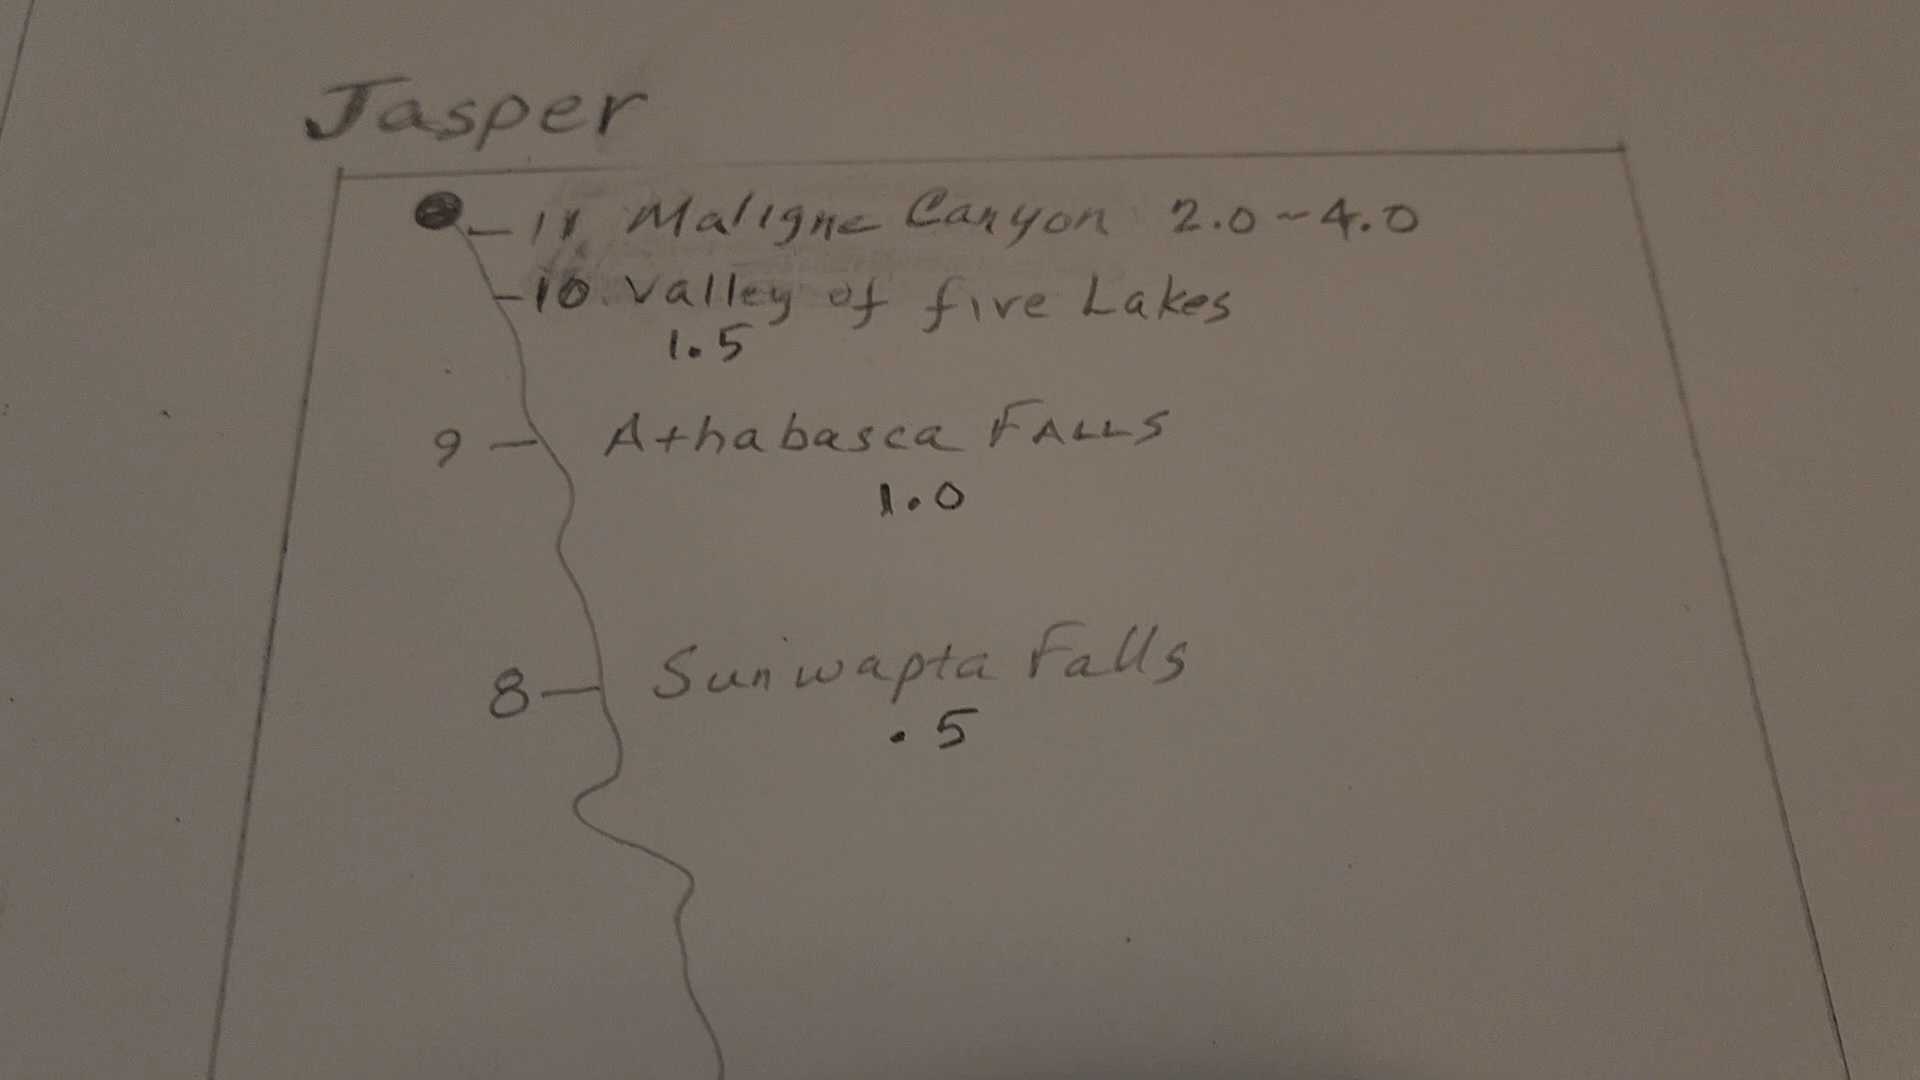 Jasper
11 Maligne Canyon 2.0-4.0
10. Valley of five Lakes
1.5
9 Athabasca FALLS
1.0
8 Sunwapta Falls
.5